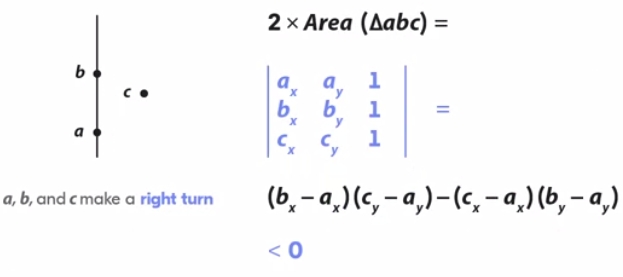 b
c
a
a, b, and c make a right turn
2 × Area (Δabc) =
a_x a_y 1
b_x b_y 1 =
c_x c_y 1
(b_x − a_x)(c_y − a_y)−(c_x − a_x)(b_y − a_y)
< 0